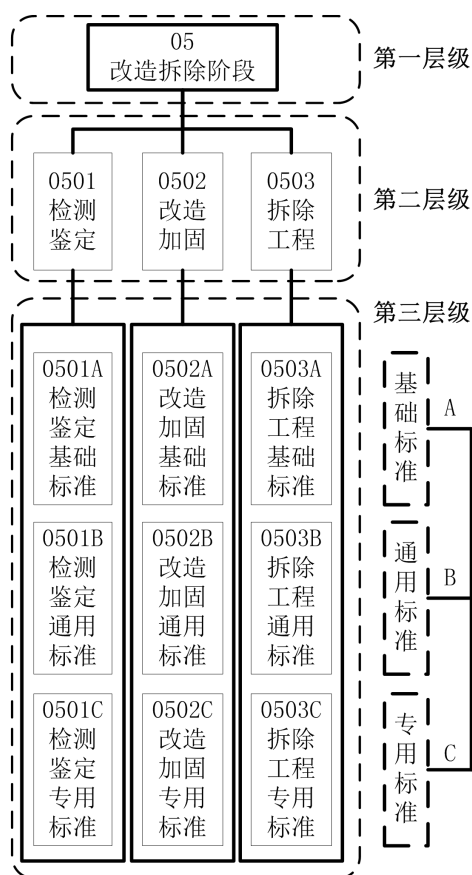 05
改造拆除阶段
第一层级
0501
检测
鉴定
0502
改造
加固
0503
拆除
工程
第二层级
第三层级
0501A
检测
鉴定
基础
标准
0502A
改造
加固
基础
标准
0503A
拆除
工程
基础
标准
基础标准
A
0501B
检测
鉴定
通用
标准
0502B
改造
加固
通用
标准
0503B
拆除
工程
通用
标准
通用标准
B
0501C
检测
鉴定
专用
标准
0502C
改造
加固
专用
标准
0503C
拆除
工程
专用
标准
专用标准
C